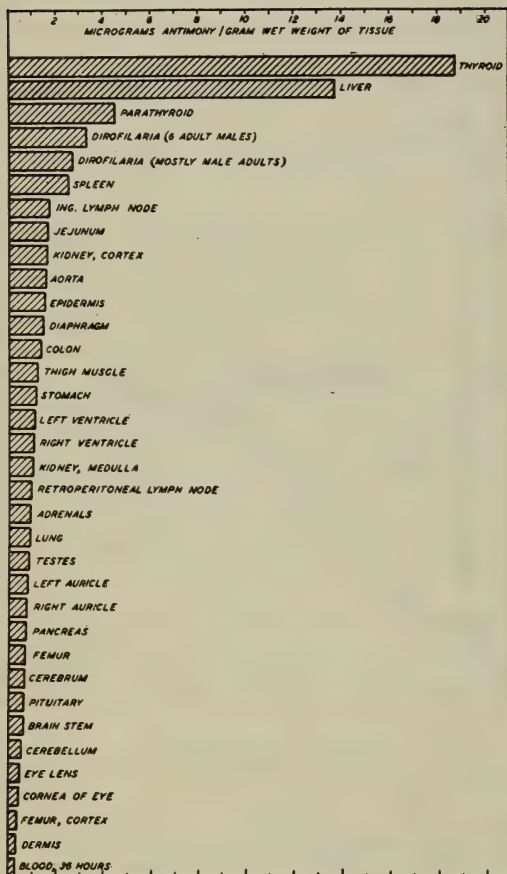 2 4 6 8 10 12 14 16 18 20
MICROGRAMS ANTIMONY/GRAM WET WEIGHT OF TISSUE
THYROID
LIVER
PARATHYROID
DIROFILARIA (6 ADULT MALES)
DIROFILARIA (MOSTLY MALE ADULTS)
SPLEEN
ING. LYMPH NODE
JEJUNUM
KIDNEY, CORTEX
AORTA
EPIDERMIS
DIAPHRAGM
COLON
THIGH MUSCLE
STOMACH
LEFT VENTRICLE
RIGHT VENTRICLE
KIDNEY, MEDULLA
RETROPERITONEAL LYMPH NODE
ADRENALS
LUNG
TESTES
LEFT AURICLE
RIGHT AURICLE
PANCREAS
FEMUR
CEREBRUM
PITUITARY
BRAIN STEM
CEREBELLUM
EYE LENS
CORNEA OF EYE
FEMUR, CORTEX
DERMIS
BLOOD, 36 HOURS